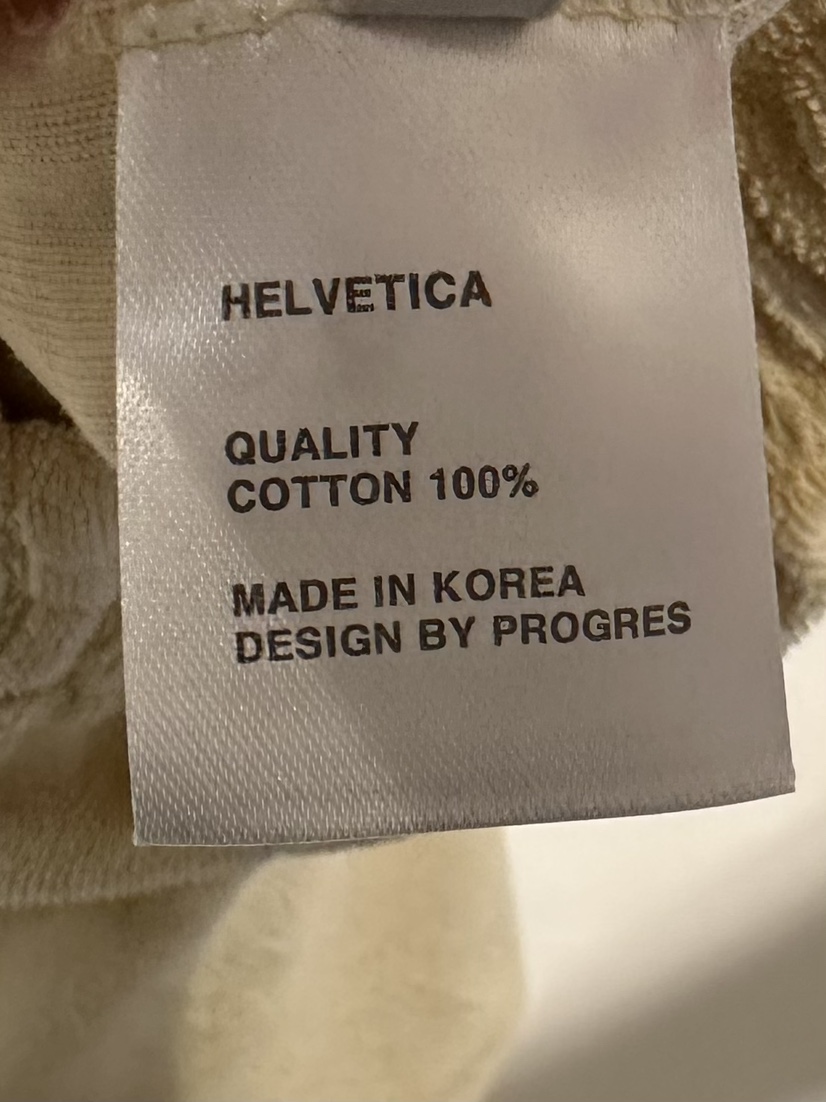 HELVETICA
QUALITY
COTTON 100%
MADE IN KOREA
DESIGN BY PROGRES